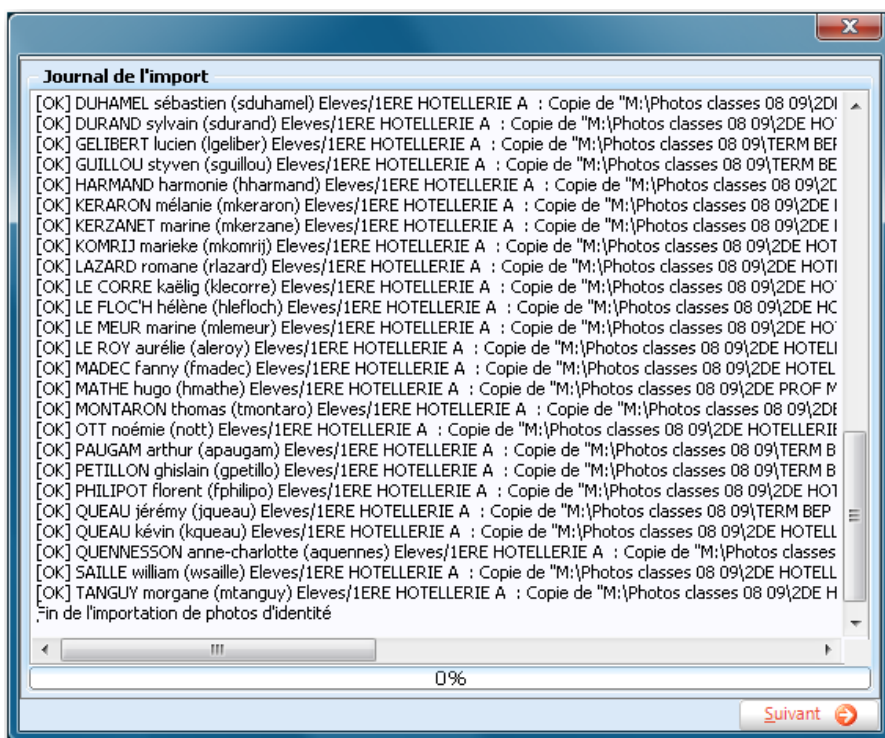 Journal de l'import
[OK] DUHAMEL sébastien (sduhamel) Eleves/1ERE HOTELLERIE A : Copie de "M:\Photos classes 08 09\2D
[OK] DURAND sylvain (sdurand) Eleves/1ERE HOTELLERIE A : Copie de "M:\Photos classes 08 09\2DE HO
[OK] GELIBERT lucien (lgeliber) Eleves/1ERE HOTELLERIE A : Copie de "M:\Photos classes 08 09\TERM BEP
[OK] GUILLOU styven (sguillou) Eleves/1ERE HOTELLERIE A : Copie de "M:\Photos classes 08 09\TERM BE
[OK] HARMAND harmonie (hharmand) Eleves/1ERE HOTELLERIE A : Copie de "M:\Photos classes 08 09\2D
[OK] KERARON mélanie (mkeraron) Eleves/1ERE HOTELLERIE A : Copie de "M:\Photos classes 08 09\2DE
[OK] KERZANET marine (mkerzane) Eleves/1ERE HOTELLERIE A : Copie de "M:\Photos classes 08 09\2DE
[OK] KOMRIJ marieke (mkomrij) Eleves/1ERE HOTELLERIE A : Copie de "M:\Photos classes 08 09\2DE HOT
[OK] LAZARD romane (rlazard) Eleves/1ERE HOTELLERIE A : Copie de "M:\Photos classes 08 09\2DE HOT
[OK] LE CORRE kaëlig (klecorre) Eleves/1ERE HOTELLERIE A : Copie de "M:\Photos classes 08 09\2DE HO
[OK] LE FLOC'H hélène (hlefloch) Eleves/1ERE HOTELLERIE A : Copie de "M:\Photos classes 08 09\2DE HO
[OK] LE MEUR marine (mlemeur) Eleves/1ERE HOTELLERIE A : Copie de "M:\Photos classes 08 09\2DE HO
[OK] LE ROY aurélie (aleroy) Eleves/1ERE HOTELLERIE A : Copie de "M:\Photos classes 08 09\2DE HOTEL
[OK] MADEC fanny (fmadec) Eleves/1ERE HOTELLERIE A : Copie de "M:\Photos classes 08 09\2DE HOTEL
[OK] MATHE hugo (hmathe) Eleves/1ERE HOTELLERIE A : Copie de "M:\Photos classes 08 09\2DE PROF M
[OK] MONTARON thomas (tmontaro) Eleves/1ERE HOTELLERIE A : Copie de "M:\Photos classes 08 09\2DE
[OK] OTT noémie (nott) Eleves/1ERE HOTELLERIE A : Copie de "M:\Photos classes 08 09\2DE HOTELLERIE
[OK] PAUGAM arthur (apaugam) Eleves/1ERE HOTELLERIE A : Copie de "M:\Photos classes 08 09\TERM B
[OK] PETILLON ghislain (gpetillo) Eleves/1ERE HOTELLERIE A : Copie de "M:\Photos classes 08 09\TERM B
[OK] PHILIPOT florent (fphilipo) Eleves/1ERE HOTELLERIE A : Copie de "M:\Photos classes 08 09\2DE HOT
[OK] QUEAU jérémy (jqueau) Eleves/1ERE HOTELLERIE A : Copie de "M:\Photos classes 08 09\TERM BEP
[OK] QUEAU kévin (kqueau) Eleves/1ERE HOTELLERIE A : Copie de "M:\Photos classes 08 09\2DE HOTELL
[OK] QUENNESSON anne-charlotte (aquennes) Eleves/1ERE HOTELLERIE A : Copie de "M:\Photos classes
[OK] SAILLE william (wsaille) Eleves/1ERE HOTELLERIE A : Copie de "M:\Photos classes 08 09\2DE HOTELL
[OK] TANGUY morgane (mtanguy) Eleves/1ERE HOTELLERIE A : Copie de "M:\Photos classes 08 09\2DE H
Fin de l'importation de photos d'identité
0%
Suivant